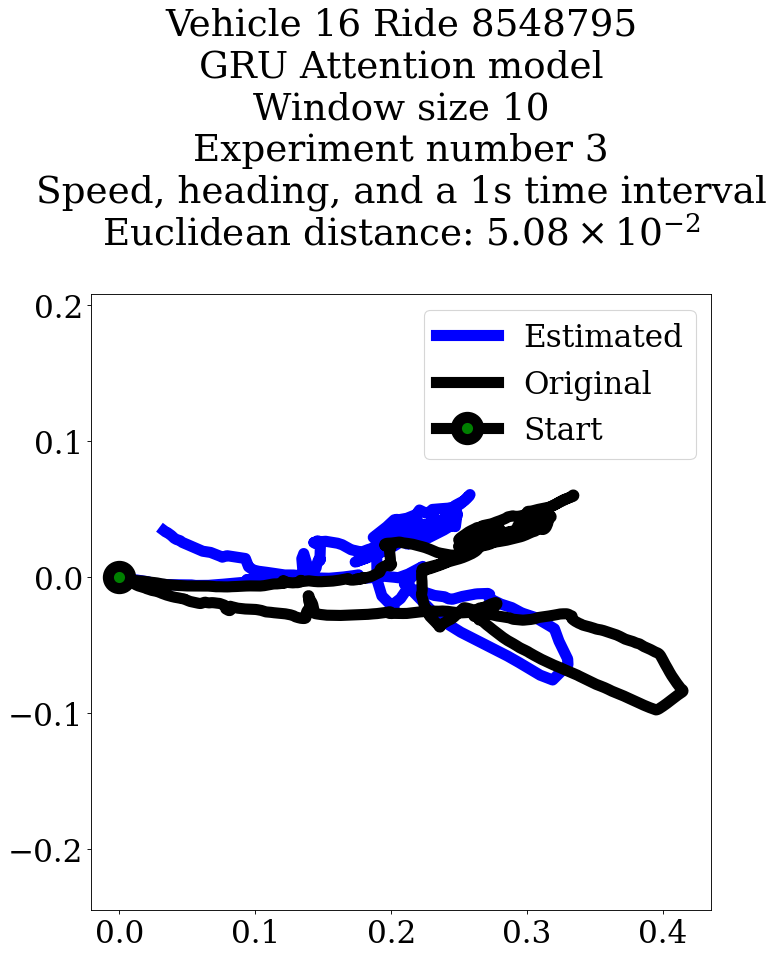 Vehicle 16 Ride 8548795
GRU Attention model
Window size 10
Experiment number 3
Speed, heading, and a 1s time interval
Euclidean distance: 5.08 × 10⁻²
Estimated
Original
Start
0.2
0.1
0.0
−0.1
−0.2
0.0 0.1 0.2 0.3 0.4